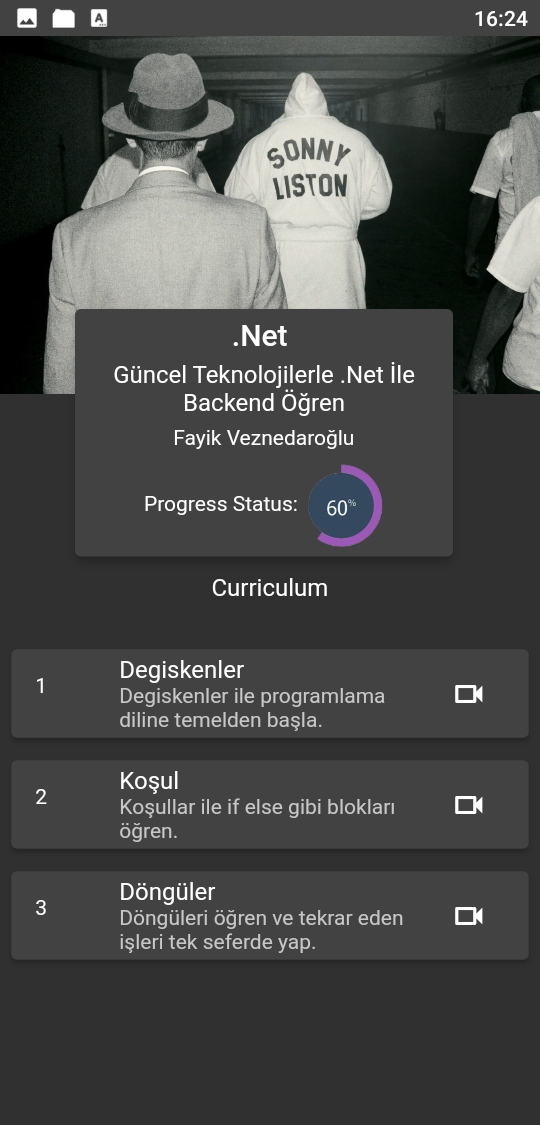 16:24
SONNY
LISTON
.Net
Güncel Teknolojilerle .Net İle
Backend Öğren
Fayik Veznedaroğlu
Progress Status:
60%
Curriculum
1
Degiskenler
Degiskenler ile programlama
diline temelden başla.
2
Koşul
Koşullar ile if else gibi blokları
öğren.
3
Döngüler
Döngüleri öğren ve tekrar eden
işleri tek seferde yap.